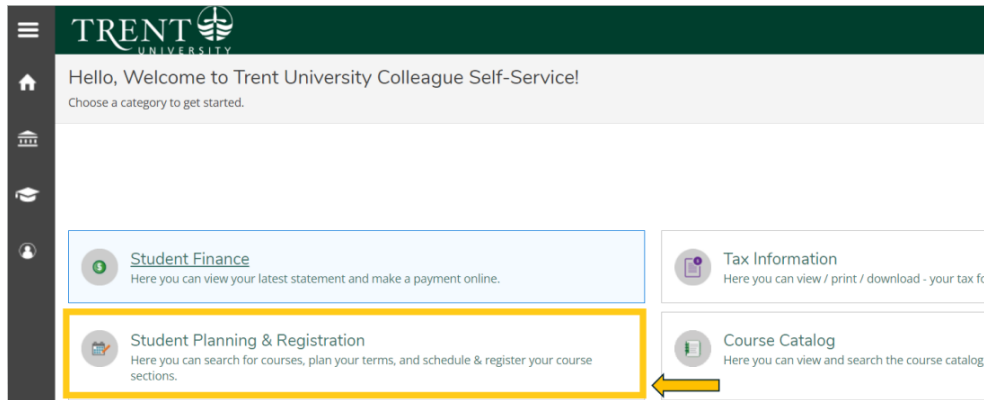 TRENT
UNIVERSITY
Hello, Welcome to Trent University Colleague Self-Service!
Choose a category to get started.
Student Finance
Here you can view your latest statement and make a payment online.
Tax Information
Here you can view / print / download - your tax fo
Student Planning & Registration
Here you can search for courses, plan your terms, and schedule & register your course
sections.
Course Catalog
Here you can view and search the course catalog